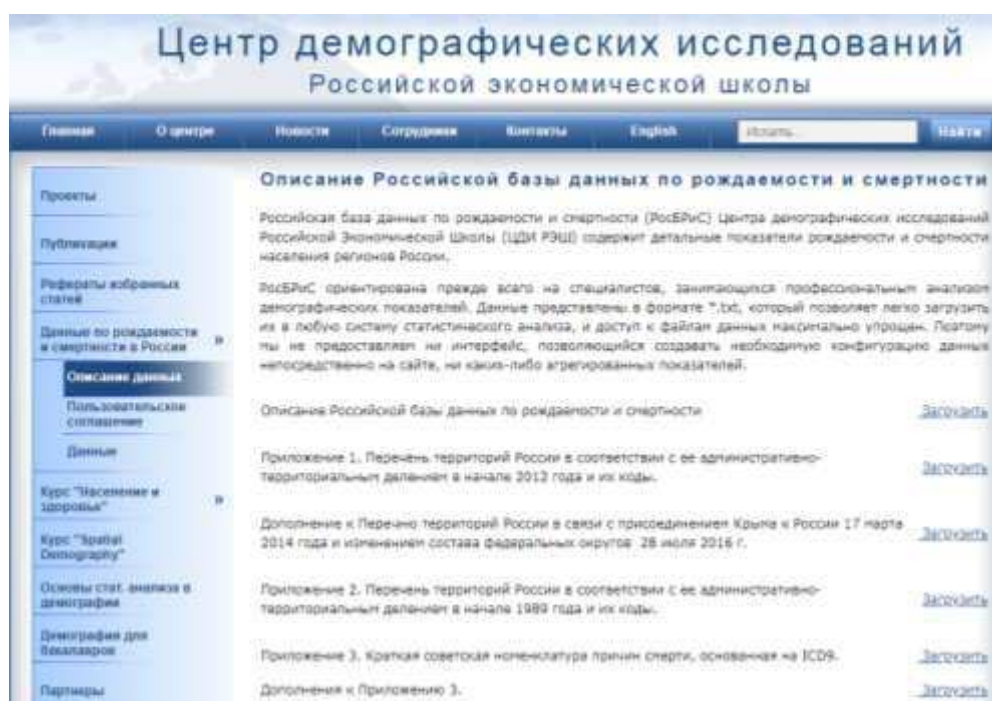 Центр демографических исследований
Российской экономической школы
Главная О центре Новости Сотрудники Контакты English Искать... Найти
Проекты
Публикации
Рефераты избранных
статей
Данные по рождаемости
и смертности в России »
Описание данных
Пользовательское
соглашение
Данные
Курс "Население и
здоровье" »
Курс "Spatial
Demography"
Основы стат. анализа в
демографии
Демография для
бакалавров
Партнеры
Описание Российской базы данных по рождаемости и смертности
Российская база данных по рождаемости и смертности (РосБРиС) Центра демографических исследований
Российской Экономической Школы (ЦДИ РЭШ) содержит детальные показатели рождаемости и смертности
населения регионов России.
РосБРиС ориентирована прежде всего на специалистов, занимающихся профессиональным анализом
демографических показателей. Данные представлены в формате *.txt, который позволяет легко загрузить
их в любую систему статистического анализа, и доступ к файлам данных максимально упрощен. Поэтому
мы не предоставляем ни интерфейс, позволяющийся создавать необходимую конфигурацию данных
непосредственно на сайте, ни каких-либо агрегированных показателей.
Описание Российской базы данных по рождаемости и смертности Загрузить
Приложение 1. Перечень территорий России в соответствии с ее административно-
территориальным делением в начале 2012 года и их коды. Загрузить
Дополнение к Перечню территорий России в связи с присоединением Крыма к России 17 марта
2014 года и изменением состава федеральных округов 28 июля 2016 г. Загрузить
Приложение 2. Перечень территорий России в соответствии с ее административно-
территориальным делением в начале 1989 года и их коды. Загрузить
Приложение 3. Краткая советская номенклатура причин смерти, основанная на ICD9. Загрузить
Дополнения к Приложению 3. Загрузить